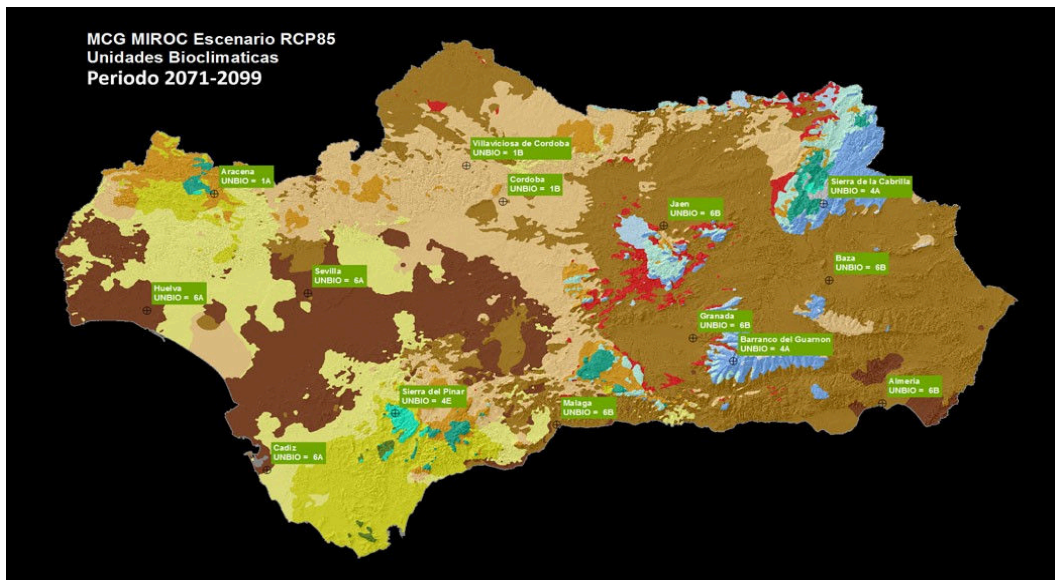 MCG MIROC Escenario RCP85
Unidades Bioclimaticas
Periodo 2071-2099
Villaviciosa de Cordoba
UNBIO = 1B
Aracena
UNBIO = 1A
Cordoba
UNBIO = 1B
Sierra de la Cabrilla
UNBIO = 4A
Jaen
UNBIO = 6B
Baza
UNBIO = 6B
Sevilla
UNBIO = 6A
Huelva
UNBIO = 6A
Granada
UNBIO = 6B
Barranco del Guarnon
UNBIO = 4A
Almeria
UNBIO = 6B
Sierra del Pinar
UNBIO = 4E
Malaga
UNBIO = 6B
Cadiz
UNBIO = 6A